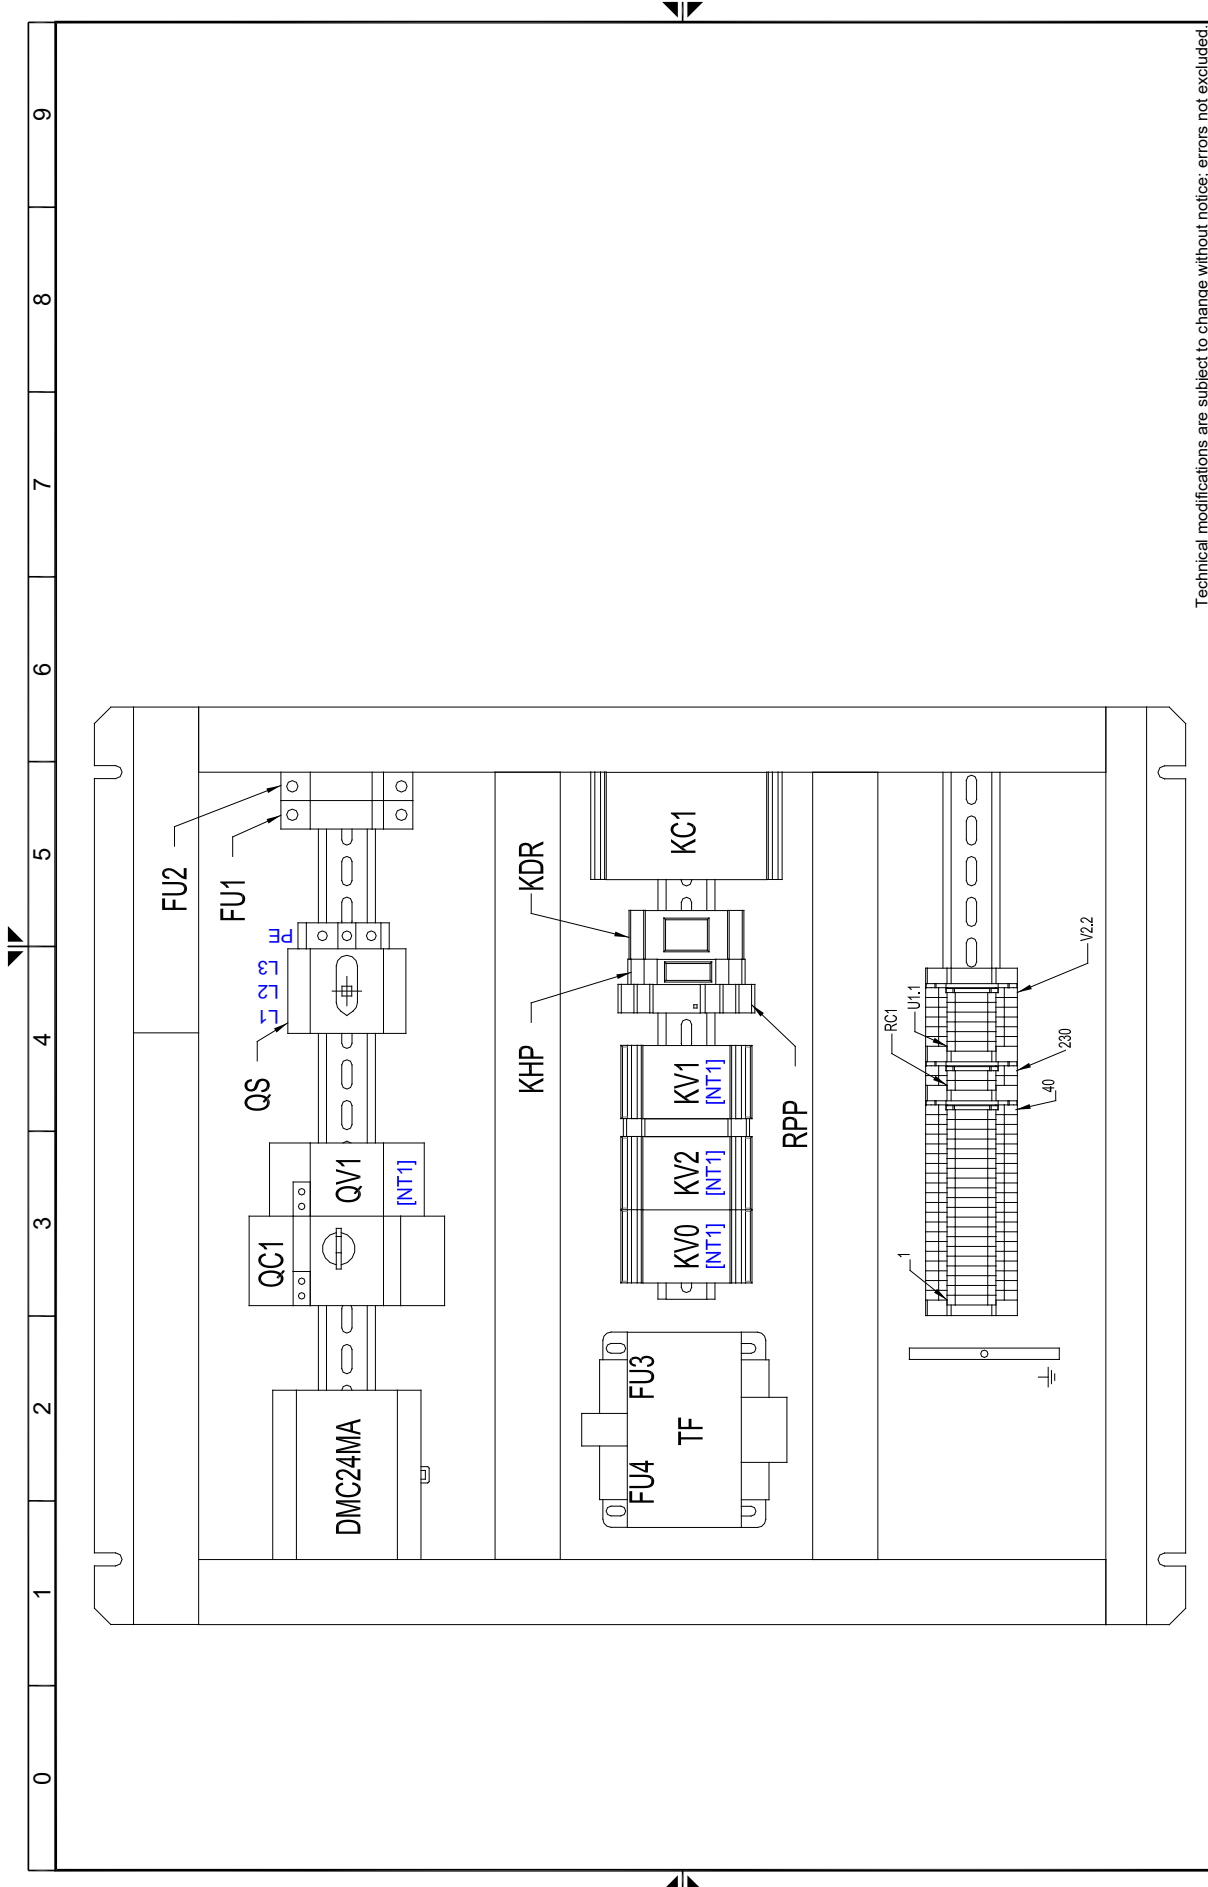 0 1 2 3 4 5 6 7 8 9
FU2
FU1
PE
L3
L2
L1
QS
QV1
[NT1]
QC1
DMC24MA
KDR
KC1
KHP
RPP
KV1
[NT1]
KV2
[NT1]
KV0
[NT1]
FU3
FU4
TF
V2.2
U1.1
RC1
230
40
1
Technical modifications are subject to change without notice; errors not excluded.